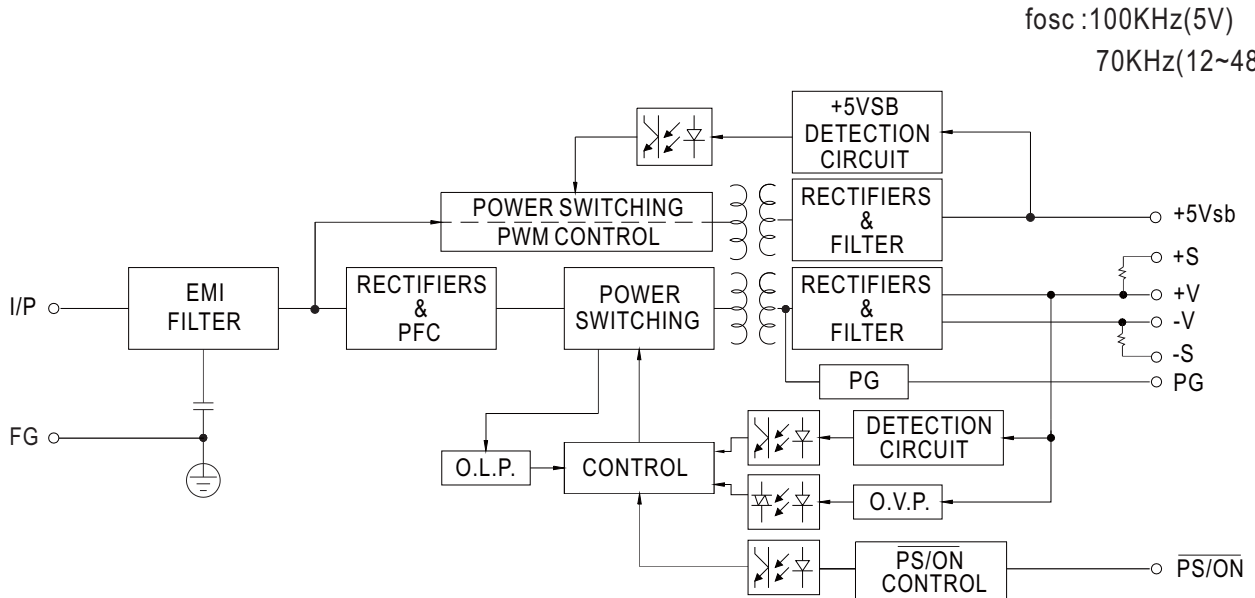 fosc :100KHz(5V)
70KHz(12~48
+5VSB
DETECTION
CIRCUIT
POWER SWITCHING
PWM CONTROL
RECTIFIERS
&
FILTER
+5Vsb
+S
I/P
EMI
FILTER
RECTIFIERS
&
PFC
POWER
SWITCHING
RECTIFIERS
&
FILTER
+V
-V
-S
PG
PG
FG
O.L.P.
CONTROL
DETECTION
CIRCUIT
O.V.P.
PS/ON
CONTROL
PS/ON